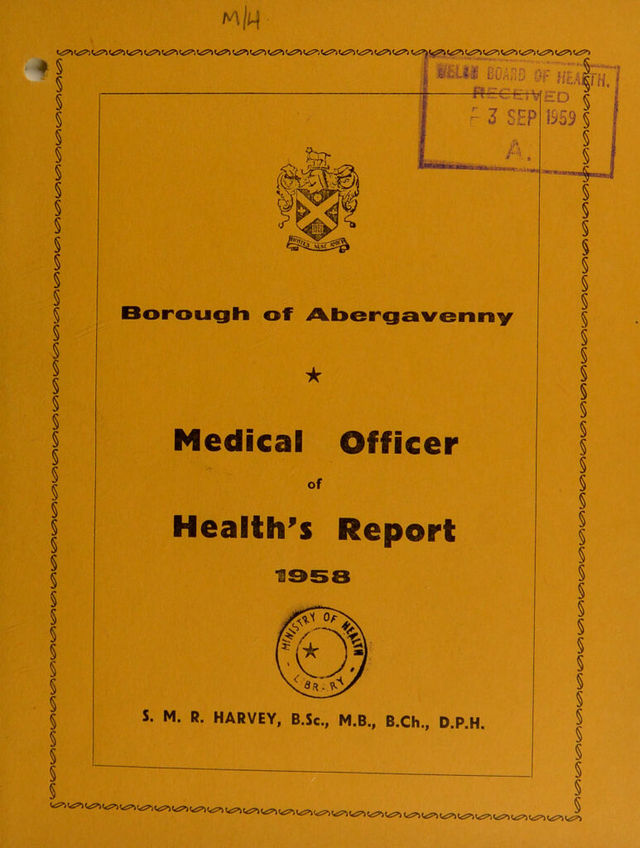 M/H
WELSH BOARD OF HEALTH.
RECEIVED
3 SEP 1959
A.
Borough of Abergavenny
Medical Officer
of
Health's Report
1958
MINISTRY OF HEALTH
LIBRARY
S. M. R. HARVEY, B.Sc., M.B., B.Ch., D.P.H.